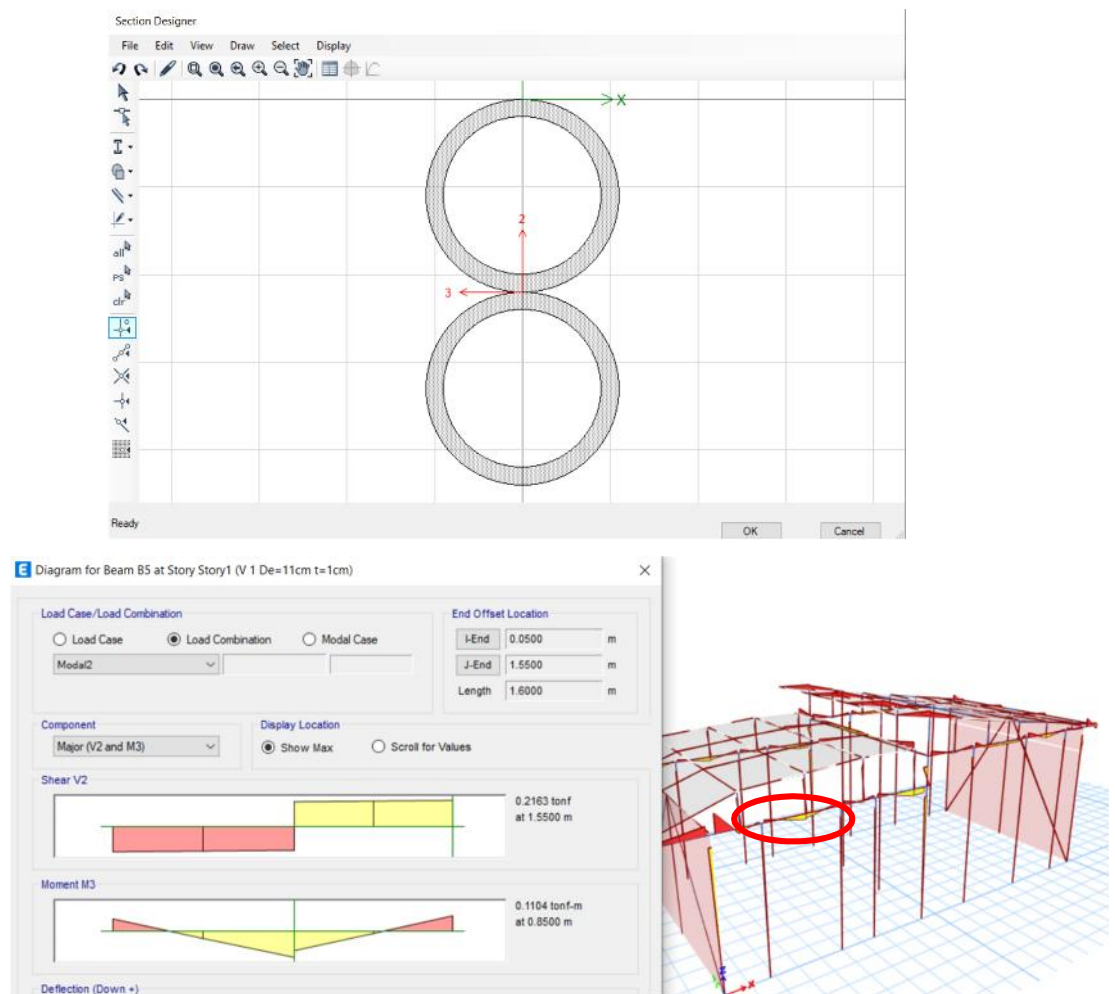 Section Designer
File Edit View Draw Select Display
X
all
PS
clr
2
3
Ready
OK Cancel
E Diagram for Beam B5 at Story Story1 (V 1 De=11cm t=1cm)
Load Case/Load Combination
Load Case Load Combination Modal Case
Modal2
End Offset Location
I-End 0.0500 m
J-End 1.5500 m
Length 1.6000 m
Component
Major (V2 and M3)
Display Location
Show Max Scroll for Values
Shear V2
0.2163 tonf
at 1.5500 m
Moment M3
0.1104 tonf-m
at 0.8500 m
Deflection (Down +)
Z
Y
X